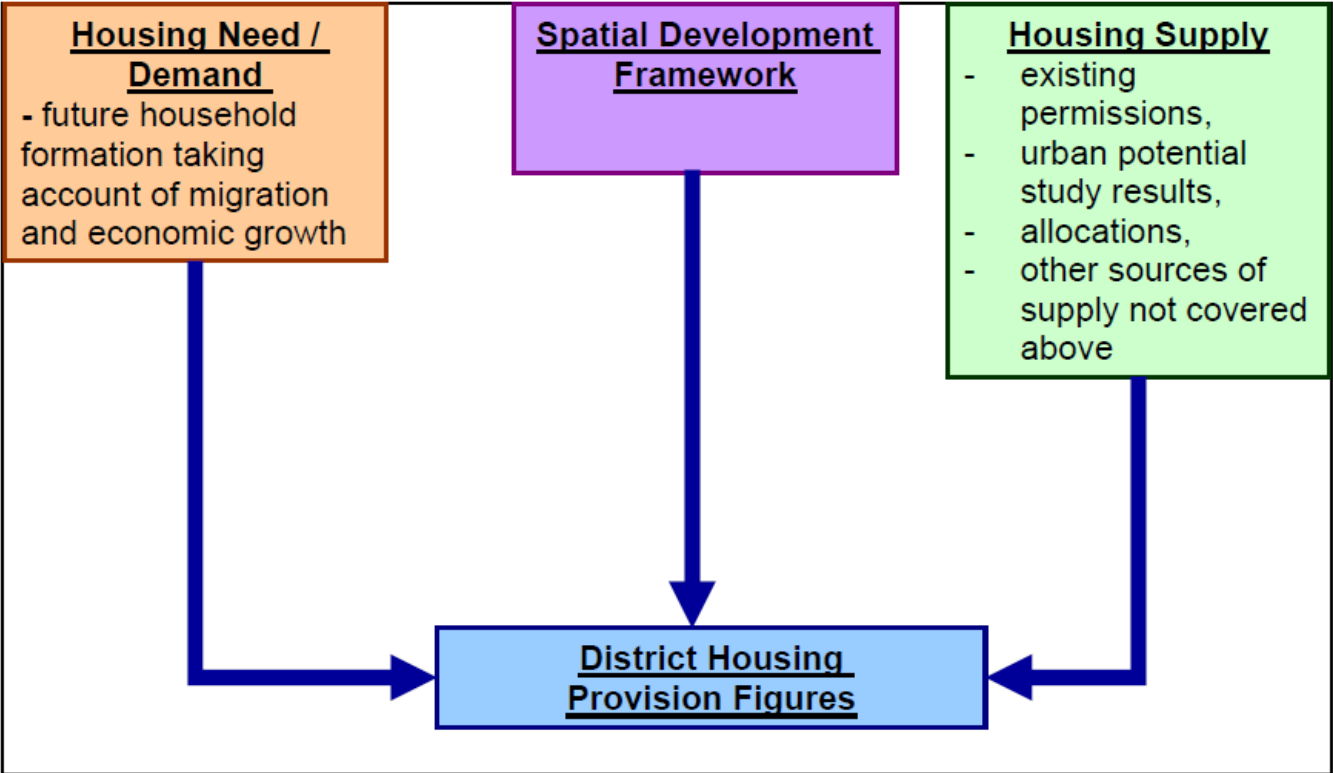 Housing Need /
Demand
- future household
formation taking
account of migration
and economic growth
Spatial Development
Framework
Housing Supply
- existing
permissions,
- urban potential
study results,
- allocations,
- other sources of
supply not covered
above
District Housing
Provision Figures